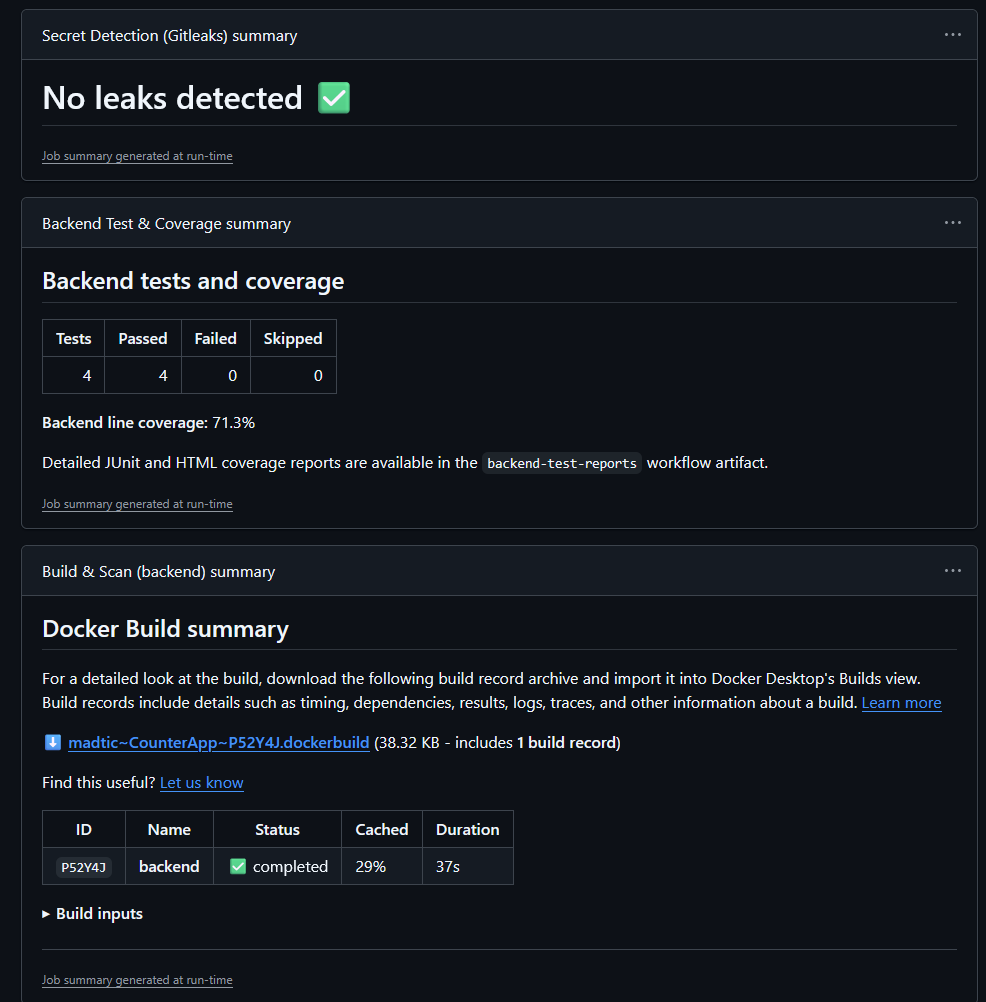 Secret Detection (Gitleaks) summary
No leaks detected ✅
Job summary generated at run-time
Backend Test & Coverage summary
Backend tests and coverage
Tests Passed Failed Skipped
4 4 0 0
Backend line coverage: 71.3%
Detailed JUnit and HTML coverage reports are available in the backend-test-reports workflow artifact.
Job summary generated at run-time
Build & Scan (backend) summary
Docker Build summary
For a detailed look at the build, download the following build record archive and import it into Docker Desktop's Builds view.
Build records include details such as timing, dependencies, results, logs, traces, and other information about a build. Learn more
⬇️ madtic~CounterApp~P52Y4J.dockerbuild (38.32 KB - includes 1 build record)
Find this useful? Let us know
ID Name Status Cached Duration
P52Y4J backend ✅ completed 29% 37s
▸ Build inputs
Job summary generated at run-time